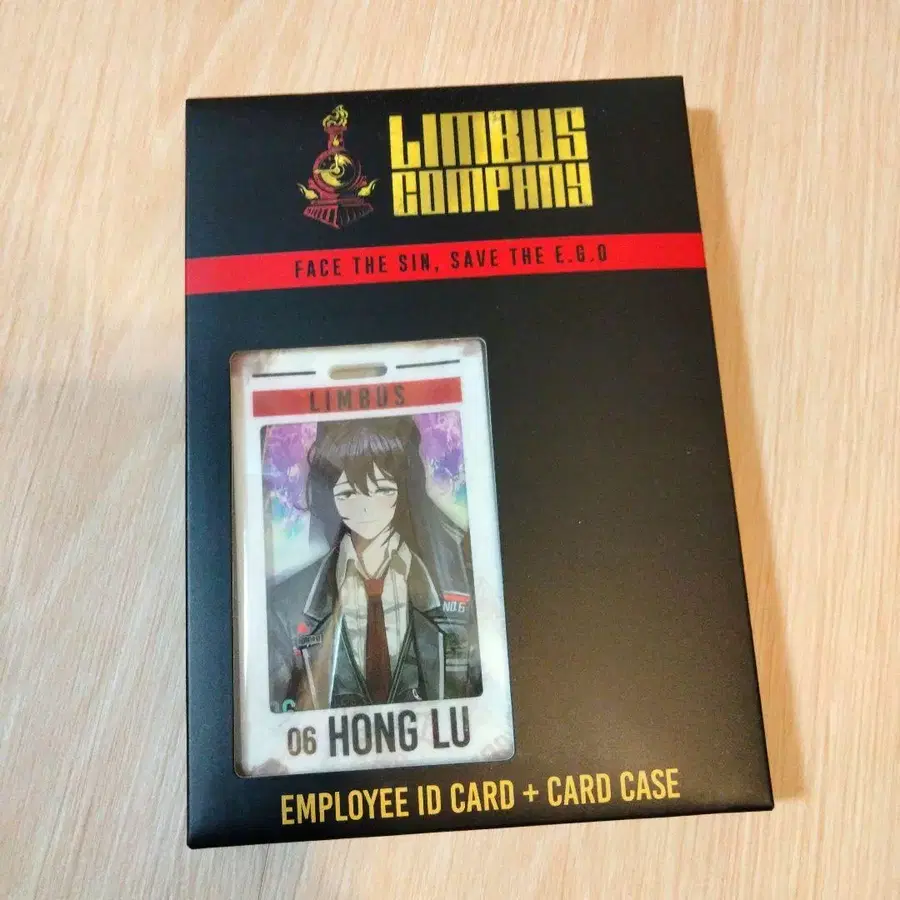 LIMBUS
COMPANY
FACE THE SIN, SAVE THE E.G.O
LIMBUS
NO.6
06 HONG LU
EMPLOYEE ID CARD + CARD CASE